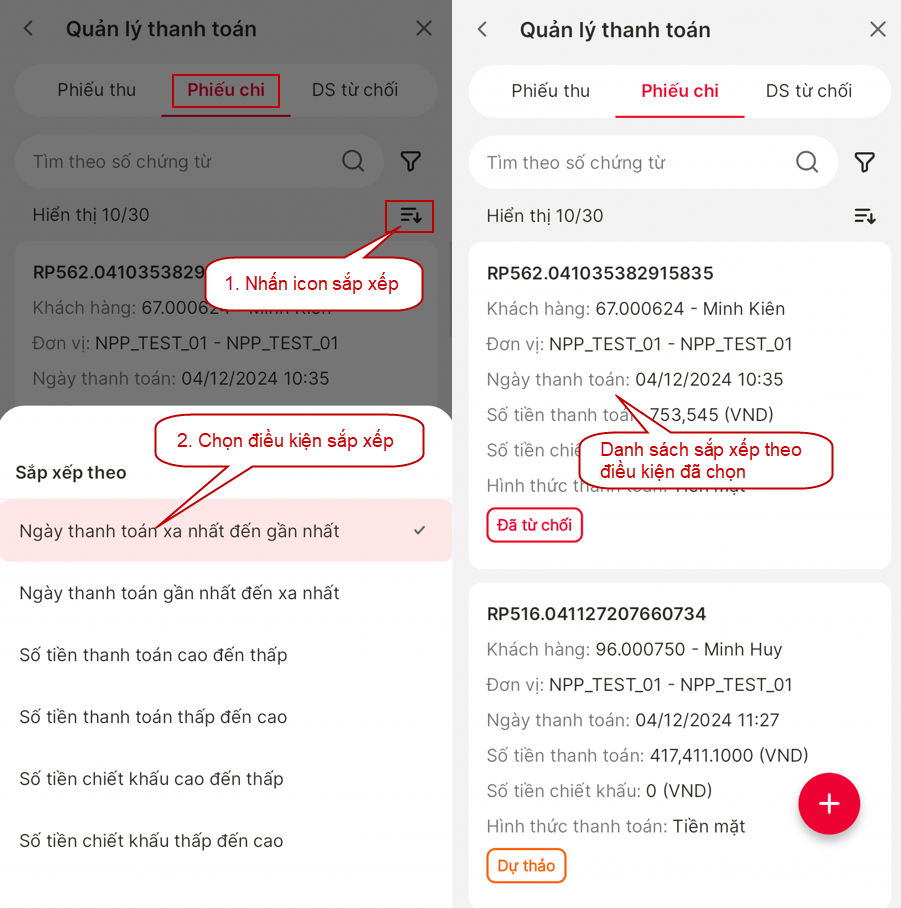 Quản lý thanh toán
Phiếu thu
Phiếu chi
DS từ chối
Tìm theo số chứng từ
Hiển thị 10/30
1. Nhấn icon sắp xếp
RP562.0410353829
Khách hàng: 67.000624 - Minh Kiên
Đơn vị: NPP_TEST_01 - NPP_TEST_01
Ngày thanh toán: 04/12/2024 10:35
2. Chọn điều kiện sắp xếp
Sắp xếp theo
Ngày thanh toán xa nhất đến gần nhất
Ngày thanh toán gần nhất đến xa nhất
Số tiền thanh toán cao đến thấp
Số tiền thanh toán thấp đến cao
Số tiền chiết khấu cao đến thấp
Số tiền chiết khấu thấp đến cao
Quản lý thanh toán
Phiếu thu
Phiếu chi
DS từ chối
Tìm theo số chứng từ
Hiển thị 10/30
RP562.041035382915835
Khách hàng: 67.000624 - Minh Kiên
Đơn vị: NPP_TEST_01 - NPP_TEST_01
Ngày thanh toán: 04/12/2024 10:35
Số tiền thanh toán: 753,545 (VND)
Số tiền chiế
Danh sách sắp xếp theo
điều kiện đã chọn
Hình thức thanh toán: Tiền mặt
Đã từ chối
RP516.041127207660734
Khách hàng: 96.000750 - Minh Huy
Đơn vị: NPP_TEST_01 - NPP_TEST_01
Ngày thanh toán: 04/12/2024 11:27
Số tiền thanh toán: 417,411.1000 (VND)
Số tiền chiết khấu: 0 (VND)
Hình thức thanh toán: Tiền mặt
Dự thảo